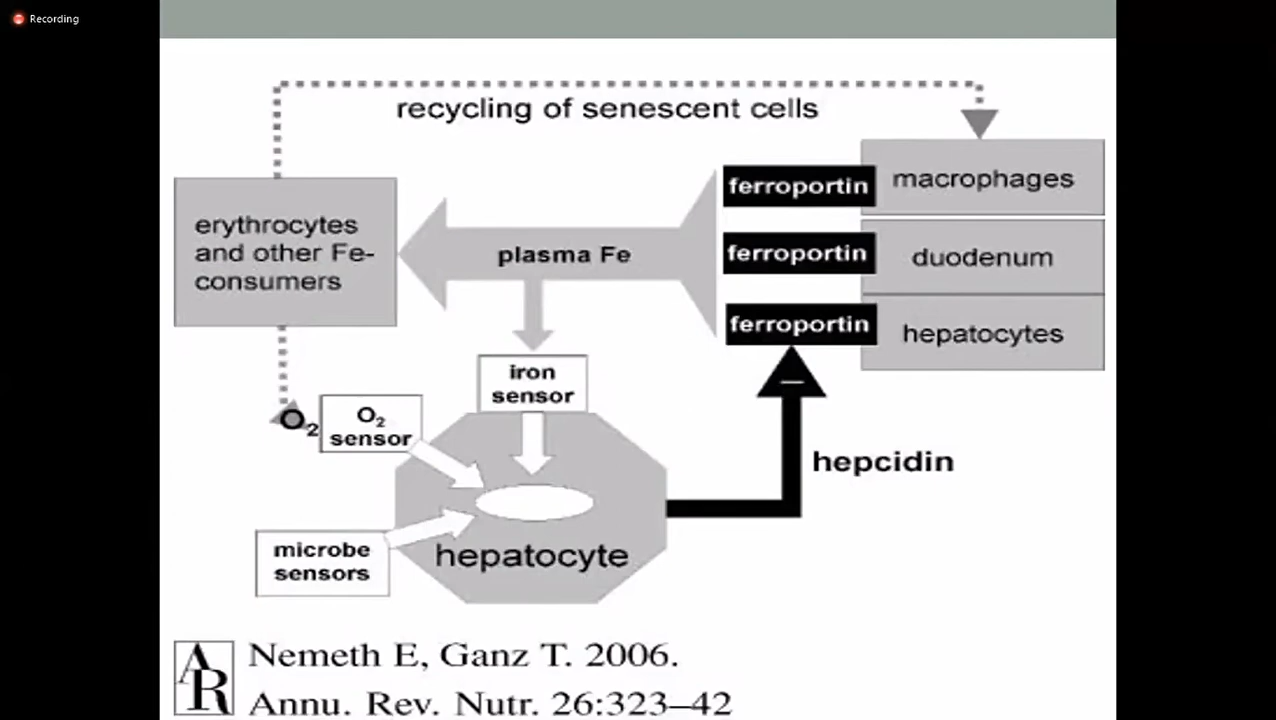 Recording
recycling of senescent cells
ferroportin
macrophages
erythrocytes
and other Fe-
consumers
plasma Fe
ferroportin
duodenum
ferroportin
hepatocytes
iron
sensor
O₂
O₂
sensor
hepcidin
microbe
sensors
hepatocyte
AR
Nemeth E, Ganz T. 2006.
Annu. Rev. Nutr. 26:323–42